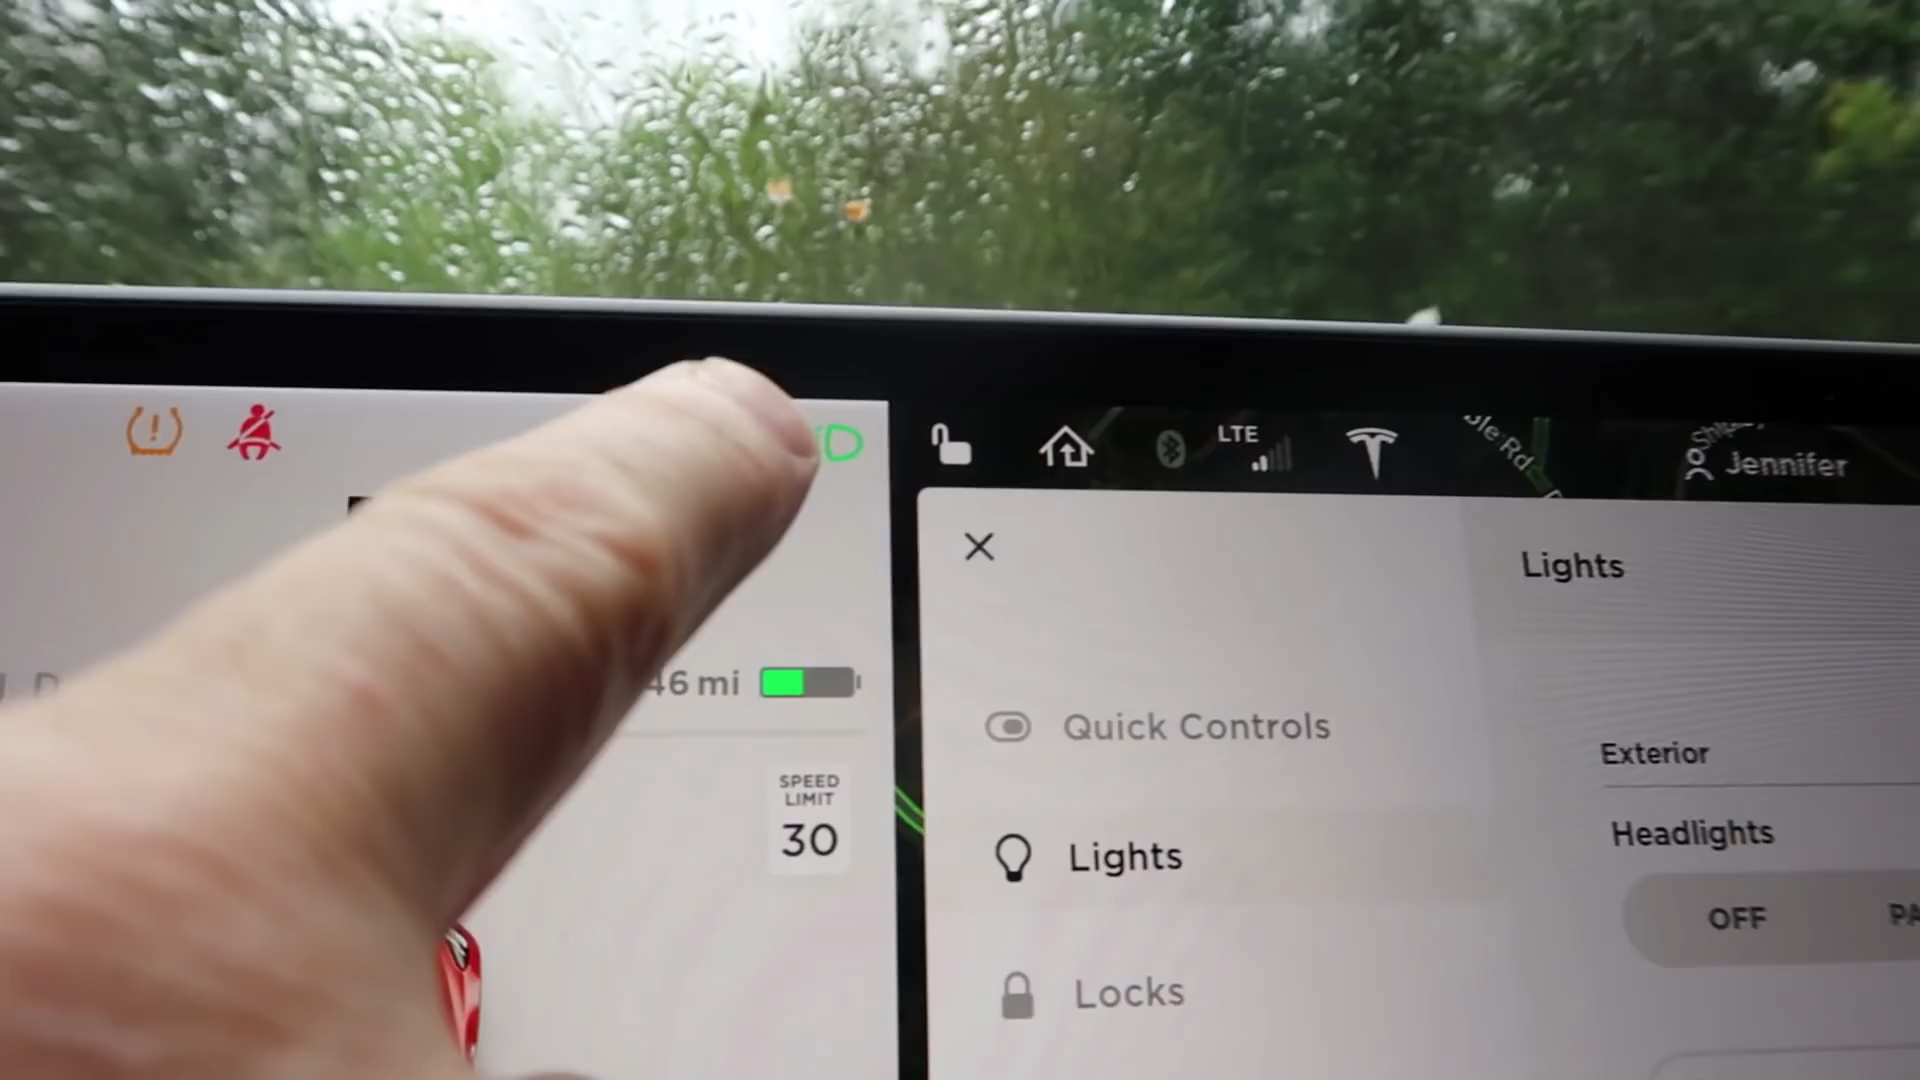 LTE
Jennifer
Lights
46 mi
Quick Controls
Exterior
SPEED
LIMIT
30
Headlights
Lights
OFF
Locks